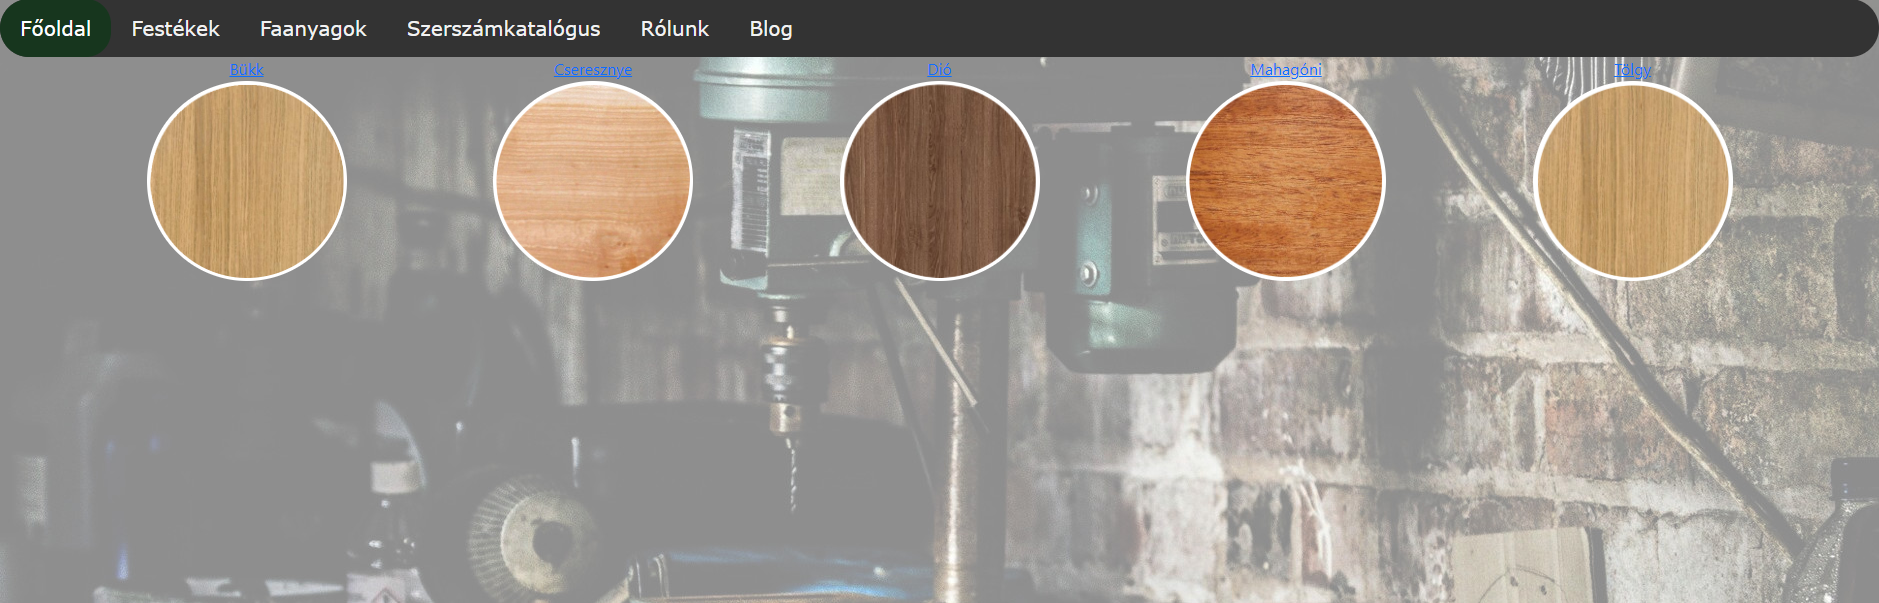 Főoldal Festékek Faanyagok Szerszámkatalógus Rólunk Blog
Bükk Cseresznye Dió Mahagóni Tölgy